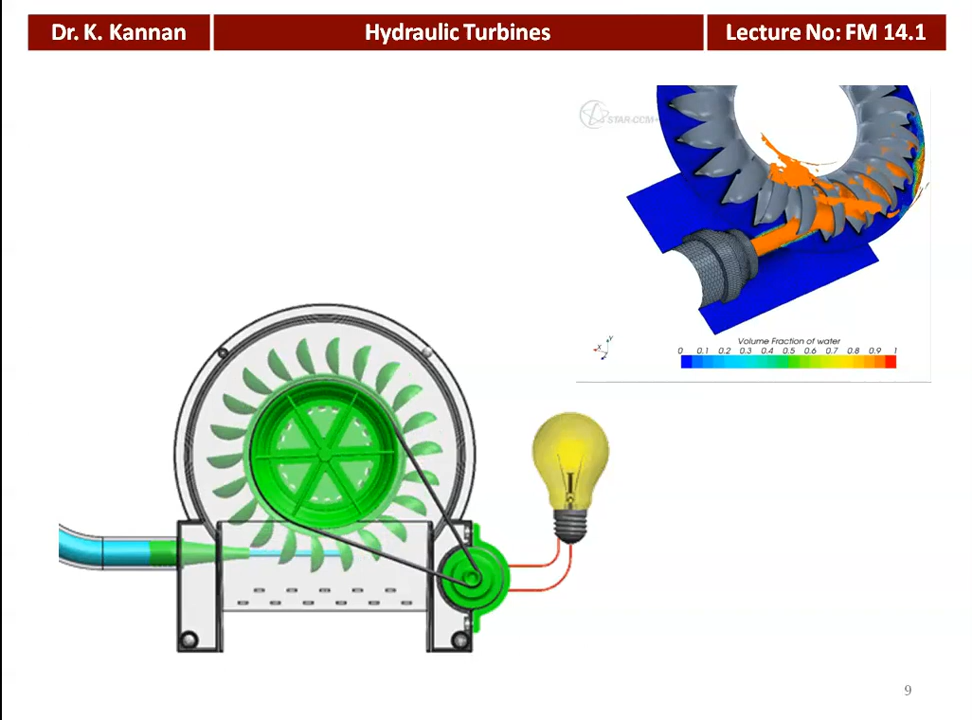 Dr. K. Kannan
Hydraulic Turbines
Lecture No: FM 14.1
STAR-CCM+
Y
X
Z
Volume Fraction of water
0 0.1 0.2 0.3 0.4 0.5 0.6 0.7 0.8 0.9 1
9